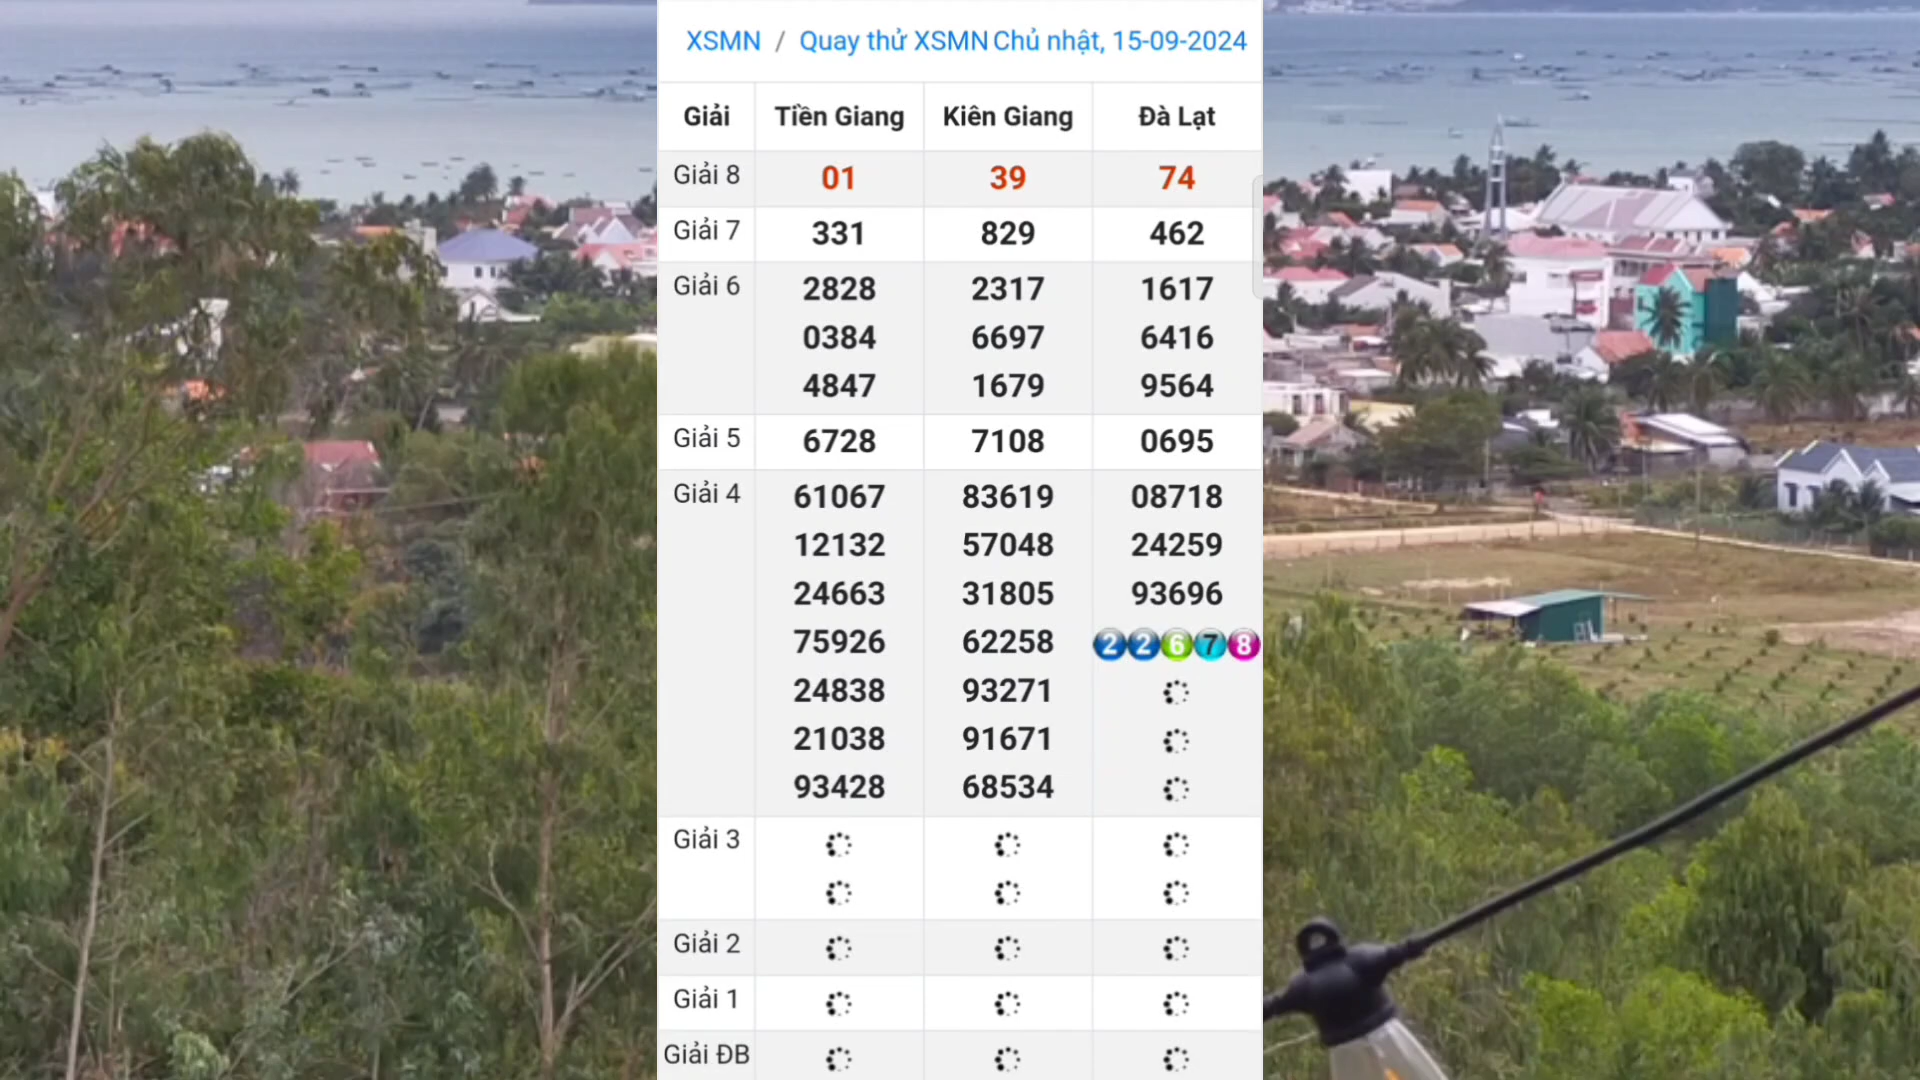 XSMN / Quay thử XSMN Chủ nhật, 15-09-2024
Giải Tiền Giang Kiên Giang Đà Lạt
Giải 8 01 39 74
Giải 7 331 829 462
Giải 6 2828 2317 1617
0384 6697 6416
4847 1679 9564
Giải 5 6728 7108 0695
Giải 4 61067 83619 08718
12132 57048 24259
24663 31805 93696
75926 62258 22678
24838 93271
21038 91671
93428 68534
Giải 3
Giải 2
Giải 1
Giải ĐB